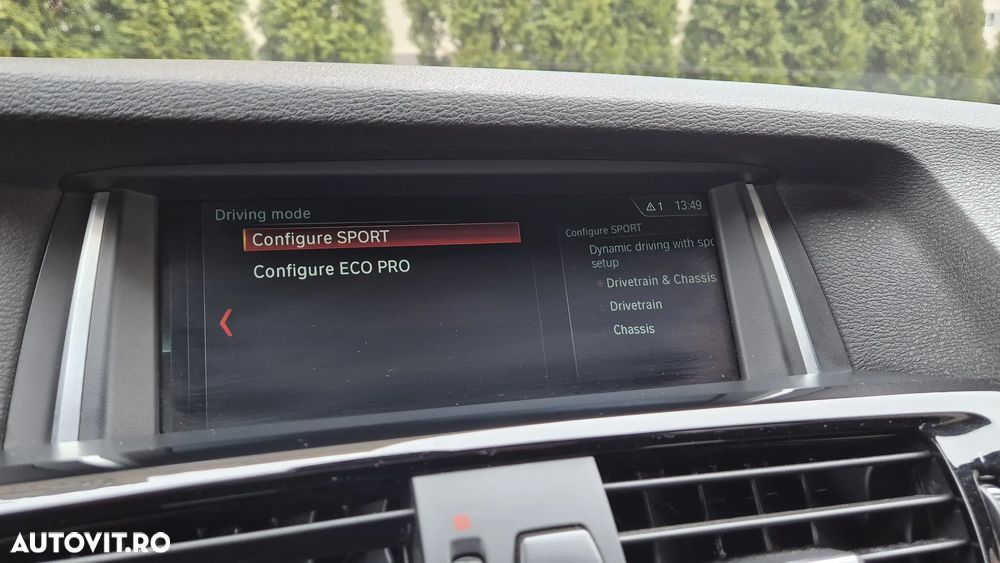 Driving mode
1 13:49
Configure SPORT
Configure ECO PRO
Configure SPORT
Dynamic driving with spo
setup
Drivetrain & Chassis
Drivetrain
Chassis
AUTOVIT.RO